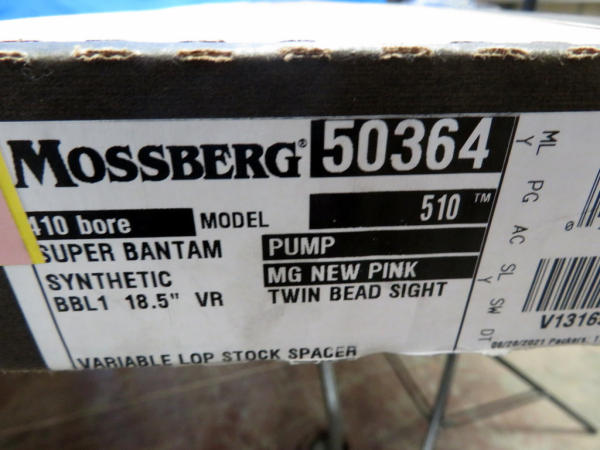 MOSSBERG® 50364
410 bore MODEL 510 ™
SUPER BANTAM PUMP
SYNTHETIC MG NEW PINK
BBL1 18.5" VR TWIN BEAD SIGHT
VARIABLE LOP STOCK SPACER
ML PG AC SL SW DT
Y Y
0
V1316